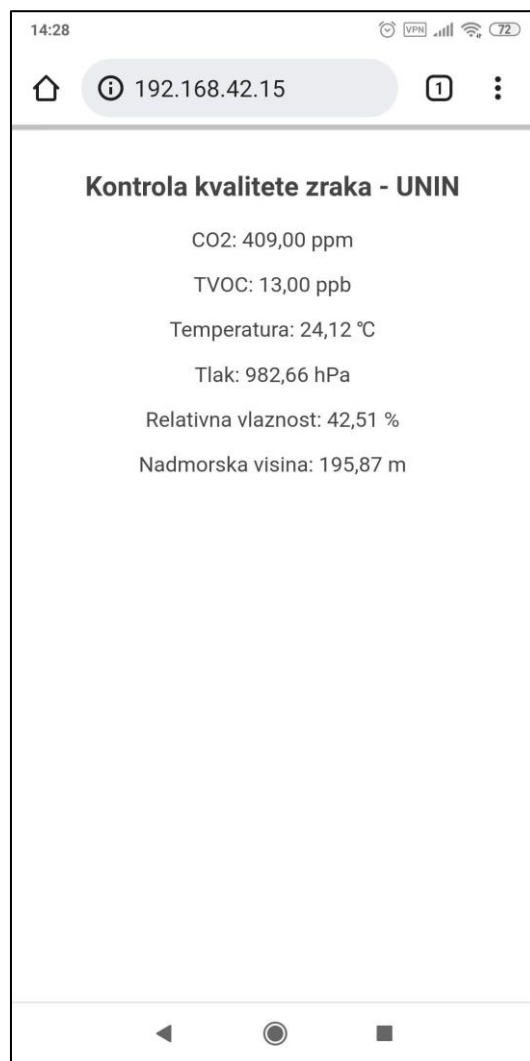 14:28
VPN
72
192.168.42.15
1
Kontrola kvalitete zraka - UNIN
CO2: 409,00 ppm
TVOC: 13,00 ppb
Temperatura: 24,12 ℃
Tlak: 982,66 hPa
Relativna vlaznost: 42,51 %
Nadmorska visina: 195,87 m